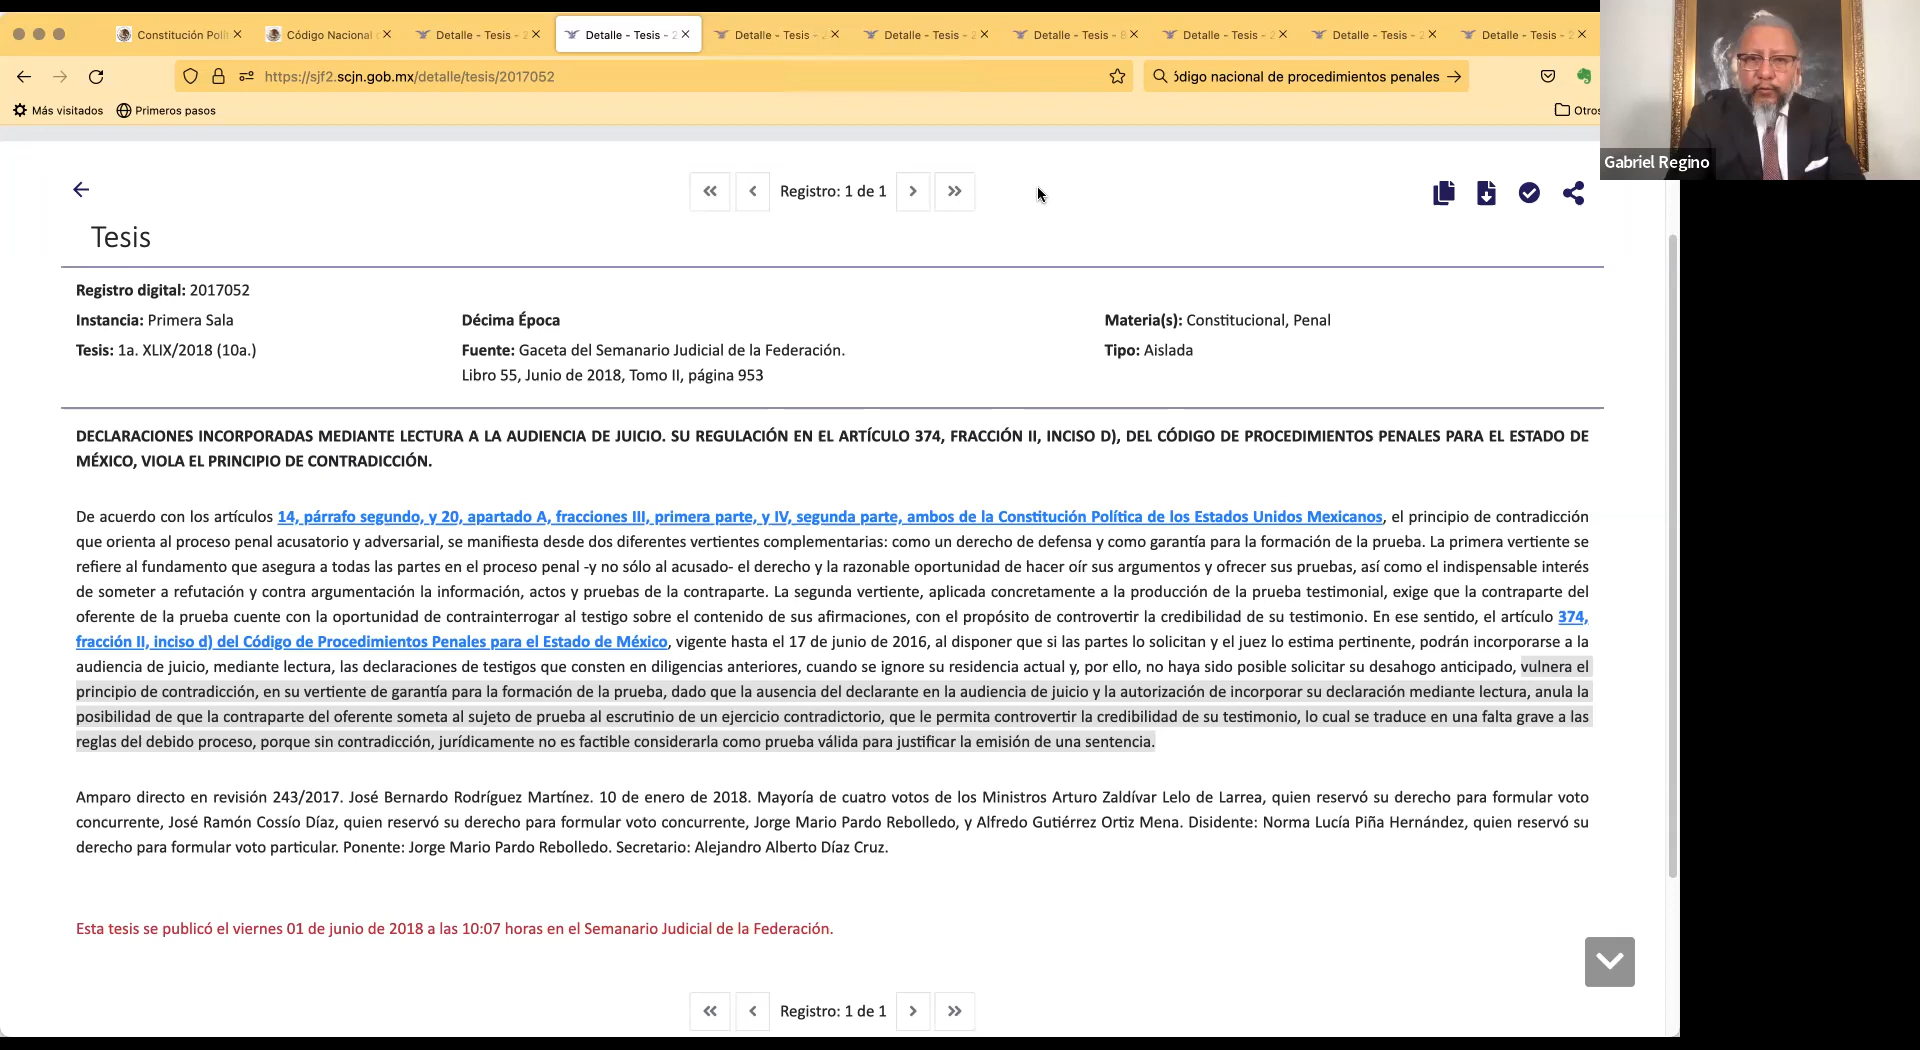 Constitución Polí
Código Nacional
Detalle - Tesis - 2
Detalle - Tesis - 2
Detalle - Tesis -
Detalle - Tesis - 2
Detalle - Tesis - 8
Detalle - Tesis - 2
Detalle - Tesis - 2
Detalle - Tesis - 2
https://sjf2.scjn.gob.mx/detalle/tesis/2017052
ódigo nacional de procedimientos penales
Más visitados
Primeros pasos
Otros
Gabriel Regino
Registro: 1 de 1
Tesis
Registro digital: 2017052
Instancia: Primera Sala
Décima Época
Materia(s): Constitucional, Penal
Tesis: 1a. XLIX/2018 (10a.)
Fuente: Gaceta del Semanario Judicial de la Federación.
Tipo: Aislada
Libro 55, Junio de 2018, Tomo II, página 953
DECLARACIONES INCORPORADAS MEDIANTE LECTURA A LA AUDIENCIA DE JUICIO. SU REGULACIÓN EN EL ARTÍCULO 374, FRACCIÓN II, INCISO D), DEL CÓDIGO DE PROCEDIMIENTOS PENALES PARA EL ESTADO DE
MÉXICO, VIOLA EL PRINCIPIO DE CONTRADICCIÓN.
De acuerdo con los artículos 14, párrafo segundo, y 20, apartado A, fracciones III, primera parte, y IV, segunda parte, ambos de la Constitución Política de los Estados Unidos Mexicanos, el principio de contradicción
que orienta al proceso penal acusatorio y adversarial, se manifiesta desde dos diferentes vertientes complementarias: como un derecho de defensa y como garantía para la formación de la prueba. La primera vertiente se
refiere al fundamento que asegura a todas las partes en el proceso penal -y no sólo al acusado- el derecho y la razonable oportunidad de hacer oír sus argumentos y ofrecer sus pruebas, así como el indispensable interés
de someter a refutación y contra argumentación la información, actos y pruebas de la contraparte. La segunda vertiente, aplicada concretamente a la producción de la prueba testimonial, exige que la contraparte del
oferente de la prueba cuente con la oportunidad de contrainterrogar al testigo sobre el contenido de sus afirmaciones, con el propósito de controvertir la credibilidad de su testimonio. En ese sentido, el artículo 374,
fracción II, inciso d) del Código de Procedimientos Penales para el Estado de México, vigente hasta el 17 de junio de 2016, al disponer que si las partes lo solicitan y el juez lo estima pertinente, podrán incorporarse a la
audiencia de juicio, mediante lectura, las declaraciones de testigos que consten en diligencias anteriores, cuando se ignore su residencia actual y, por ello, no haya sido posible solicitar su desahogo anticipado, vulnera el
principio de contradicción, en su vertiente de garantía para la formación de la prueba, dado que la ausencia del declarante en la audiencia de juicio y la autorización de incorporar su declaración mediante lectura, anula la
posibilidad de que la contraparte del oferente someta al sujeto de prueba al escrutinio de un ejercicio contradictorio, que le permita controvertir la credibilidad de su testimonio, lo cual se traduce en una falta grave a las
reglas del debido proceso, porque sin contradicción, jurídicamente no es factible considerarla como prueba válida para justificar la emisión de una sentencia.
Amparo directo en revisión 243/2017. José Bernardo Rodríguez Martínez. 10 de enero de 2018. Mayoría de cuatro votos de los Ministros Arturo Zaldívar Lelo de Larrea, quien reservó su derecho para formular voto
concurrente, José Ramón Cossío Díaz, quien reservó su derecho para formular voto concurrente, Jorge Mario Pardo Rebolledo, y Alfredo Gutiérrez Ortiz Mena. Disidente: Norma Lucía Piña Hernández, quien reservó su
derecho para formular voto particular. Ponente: Jorge Mario Pardo Rebolledo. Secretario: Alejandro Alberto Díaz Cruz.
Esta tesis se publicó el viernes 01 de junio de 2018 a las 10:07 horas en el Semanario Judicial de la Federación.
Registro: 1 de 1